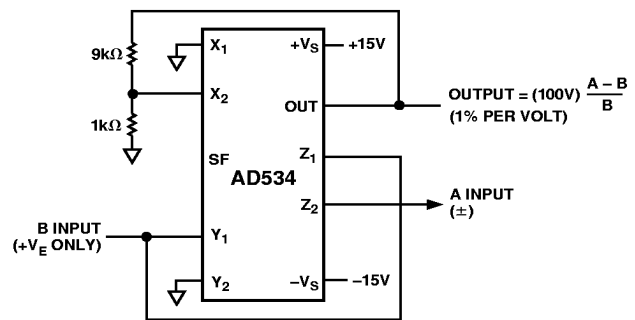 9kΩ
1kΩ
X1
X2
SF
AD534
Y1
Y2
+VS
+15V
OUT
Z1
Z2
−VS
−15V
B INPUT
(+VE ONLY)
OUTPUT = (100V) A – B
B
(1% PER VOLT)
A INPUT
(±)